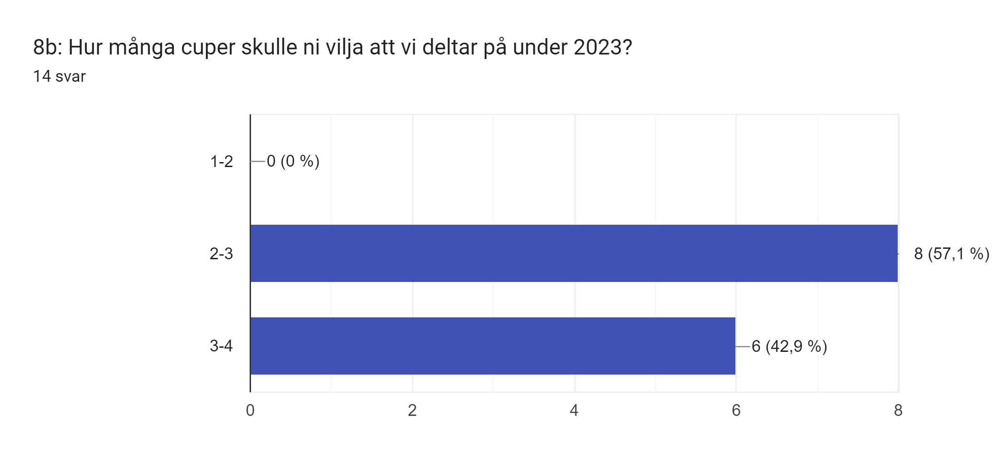 8b: Hur många cuper skulle ni vilja att vi deltar på under 2023?
14 svar
1-2
0 (0 %)
2-3
8 (57,1 %)
3-4
6 (42,9 %)
0 2 4 6 8